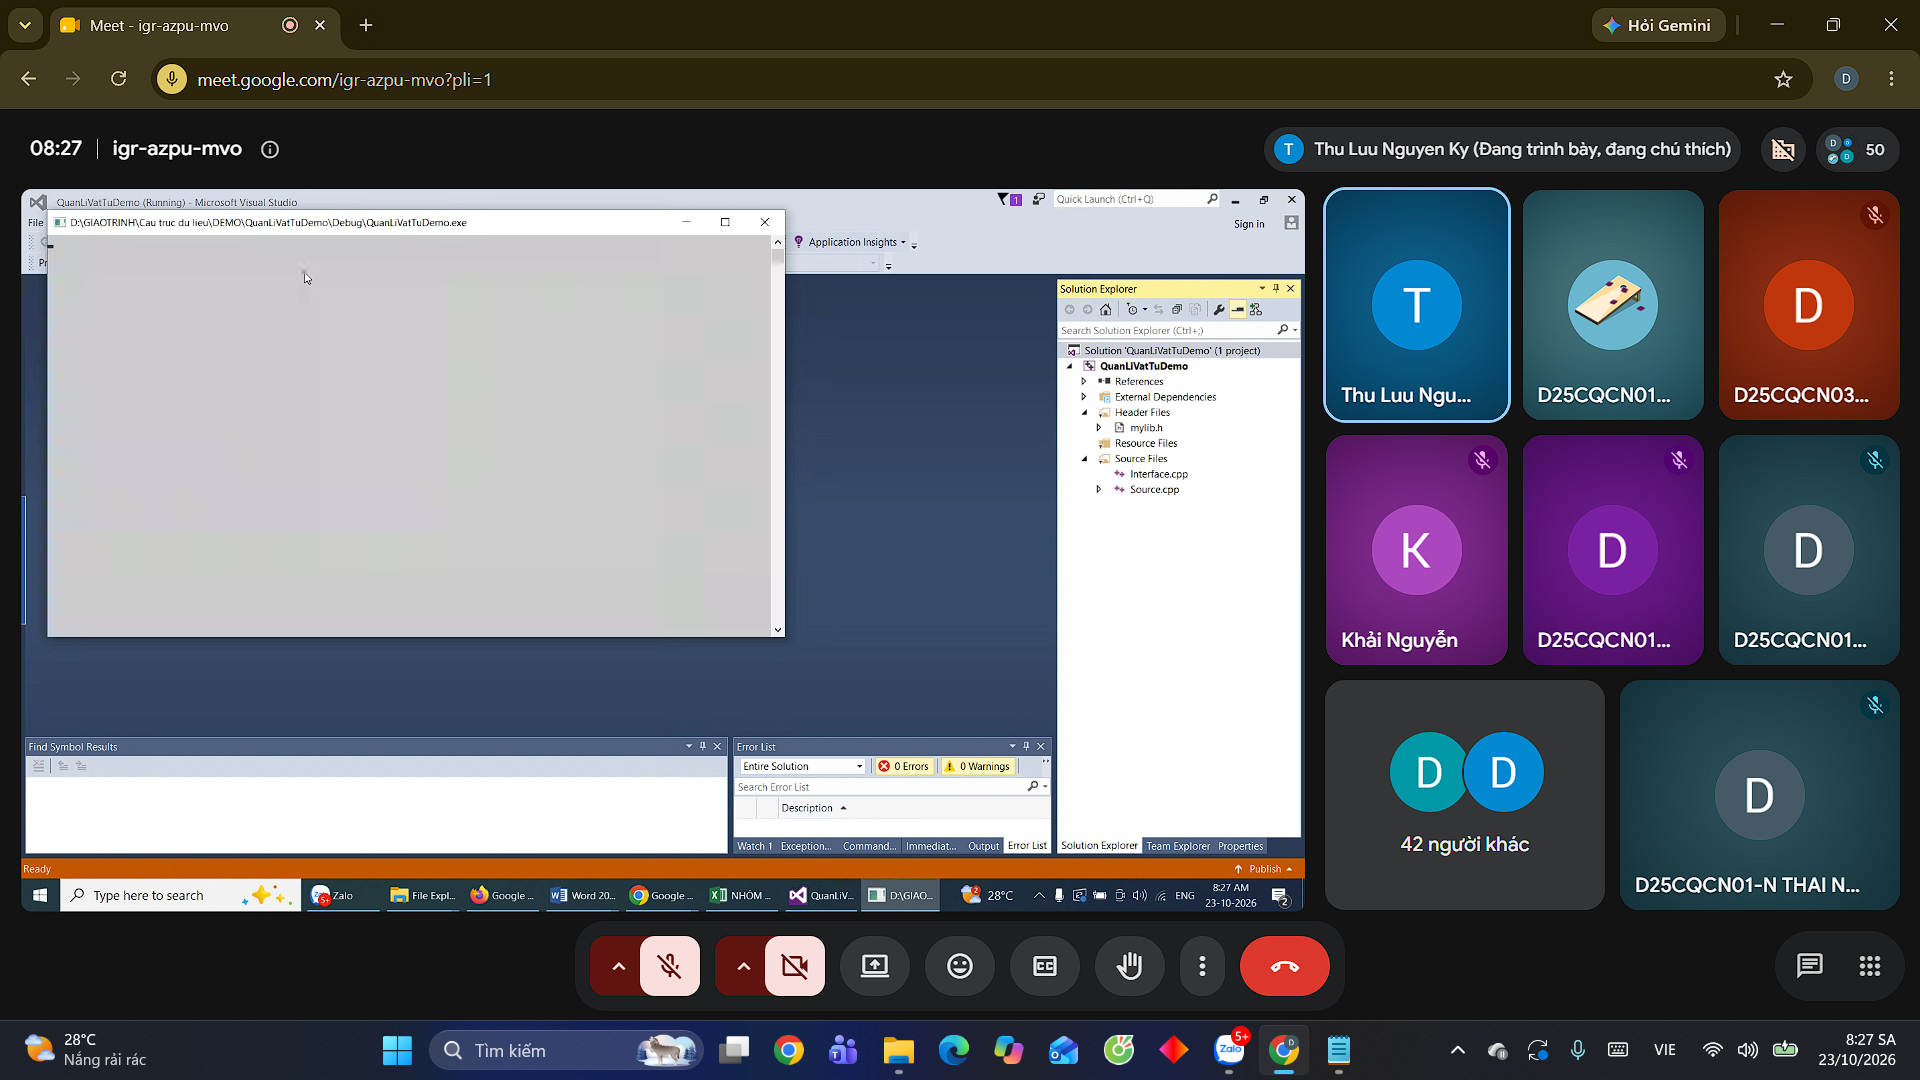 Meet - igr-azpu-mvo
Hỏi Gemini
meet.google.com/igr-azpu-mvo?pli=1
D
08:27
igr-azpu-mvo
T
Thu Luu Nguyen Ky (Đang trình bày, đang chú thích)
50
QuanLiVatTuDemo (Running) - Microsoft Visual Studio
1
Quick Launch (Ctrl+Q)
File
D:\GIAOTRINH\Cau truc du lieu\DEMO\QuanLiVatTuDemo\Debug\QuanLiVatTuDemo.exe
Sign in
Application Insights
Pr
Solution Explorer
Search Solution Explorer (Ctrl+;)
Solution 'QuanLiVatTuDemo' (1 project)
QuanLiVatTuDemo
References
External Dependencies
Header Files
mylib.h
Resource Files
Source Files
Interface.cpp
Source.cpp
Find Symbol Results
Error List
Entire Solution
0 Errors
0 Warnings
Search Error List
Description
Watch 1
Exception...
Command...
Immediat...
Output
Error List
Solution Explorer
Team Explorer
Properties
Ready
Publish
Type here to search
5+
Zalo
File Expl...
Google ...
Word 20...
Google ...
NHÓM ...
QuanLiV...
D:\GIAO...
2
28°C
ENG
8:27 AM
23-10-2026
2
T
Thu Luu Ngu...
D25CQCN01...
D
D25CQCN03...
K
Khải Nguyễn
D
D25CQCN01...
D
D25CQCN01...
D
D
42 người khác
D
D25CQCN01-N THAI N...
28°C
Nắng rải rác
Tìm kiếm
Zalo
5+
D
VIE
8:27 SA
23/10/2026